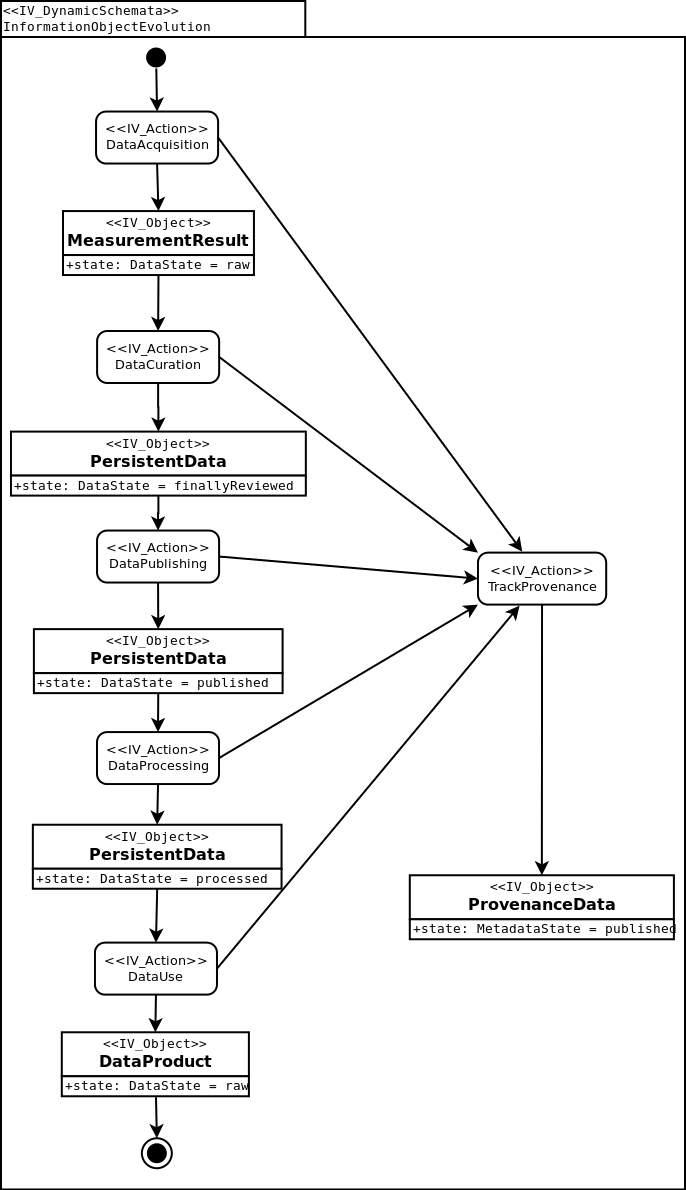 <<IV_DynamicSchemata>>
InformationObjectEvolution
<<IV_Action>>
DataAcquisition
<<IV_Object>>
MeasurementResult
+state: DataState = raw
<<IV_Action>>
DataCuration
<<IV_Object>>
PersistentData
+state: DataState = finallyReviewed
<<IV_Action>>
DataPublishing
<<IV_Action>>
TrackProvenance
<<IV_Object>>
PersistentData
+state: DataState = published
<<IV_Action>>
DataProcessing
<<IV_Object>>
PersistentData
+state: DataState = processed
<<IV_Object>>
ProvenanceData
+state: MetadataState = published
<<IV_Action>>
DataUse
<<IV_Object>>
DataProduct
+state: DataState = raw